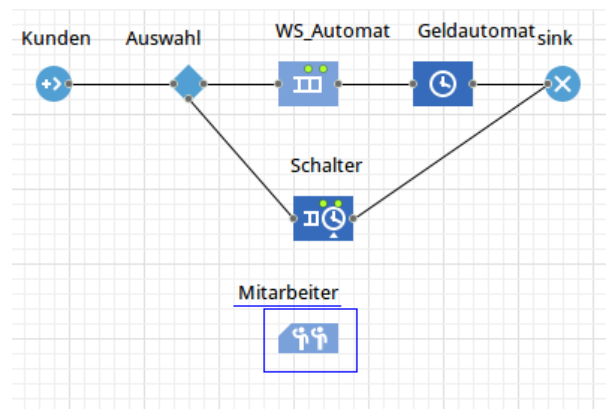 Kunden
Auswahl
WS_Automat
Geldautomat
sink
Schalter
Mitarbeiter